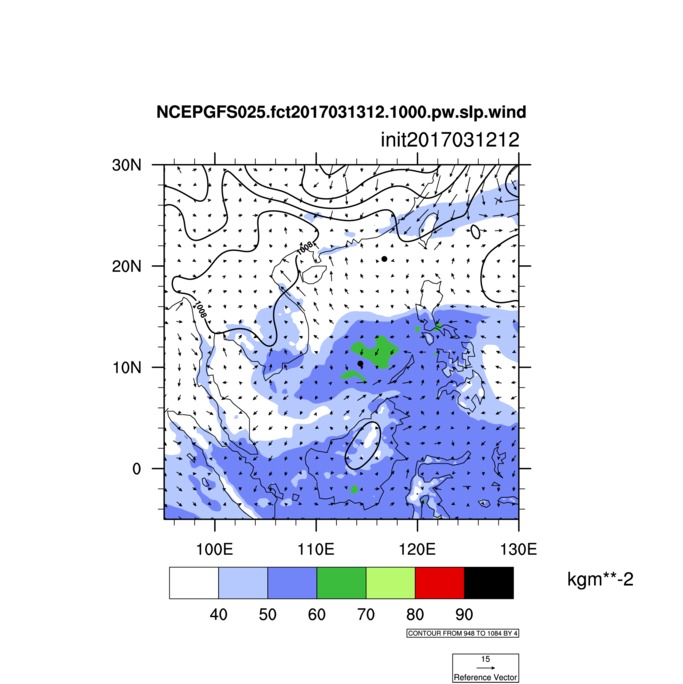 NCEPGFS025.fct2017031312.1000.pw.slp.wind
init2017031212
30N
20N
10N
0
1008
1008
100E 110E 120E 130E
kgm**-2
40 50 60 70 80 90
CONTOUR FROM 948 TO 1084 BY 4
15
Reference Vector